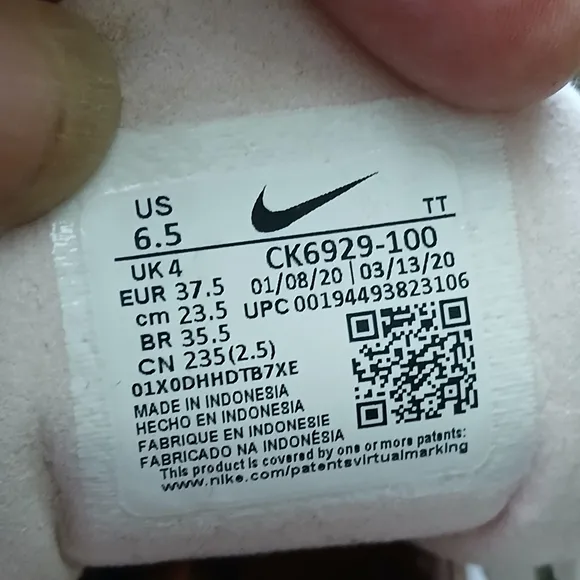 US
6.5
TT
UK 4
EUR 37.5
cm 23.5
BR 35.5
CN 235(2.5)
CK6929-100
01/08/20 | 03/13/20
UPC 00194493823106
01X0DHHDTB7XE
MADE IN INDONESIA
HECHO EN INDONESIA
FABRIQUE EN INDONESIE
FABRICADO NA INDONÉSIA
This product is covered by one or more patents:
www.nike.com/patentsvirtualmarking